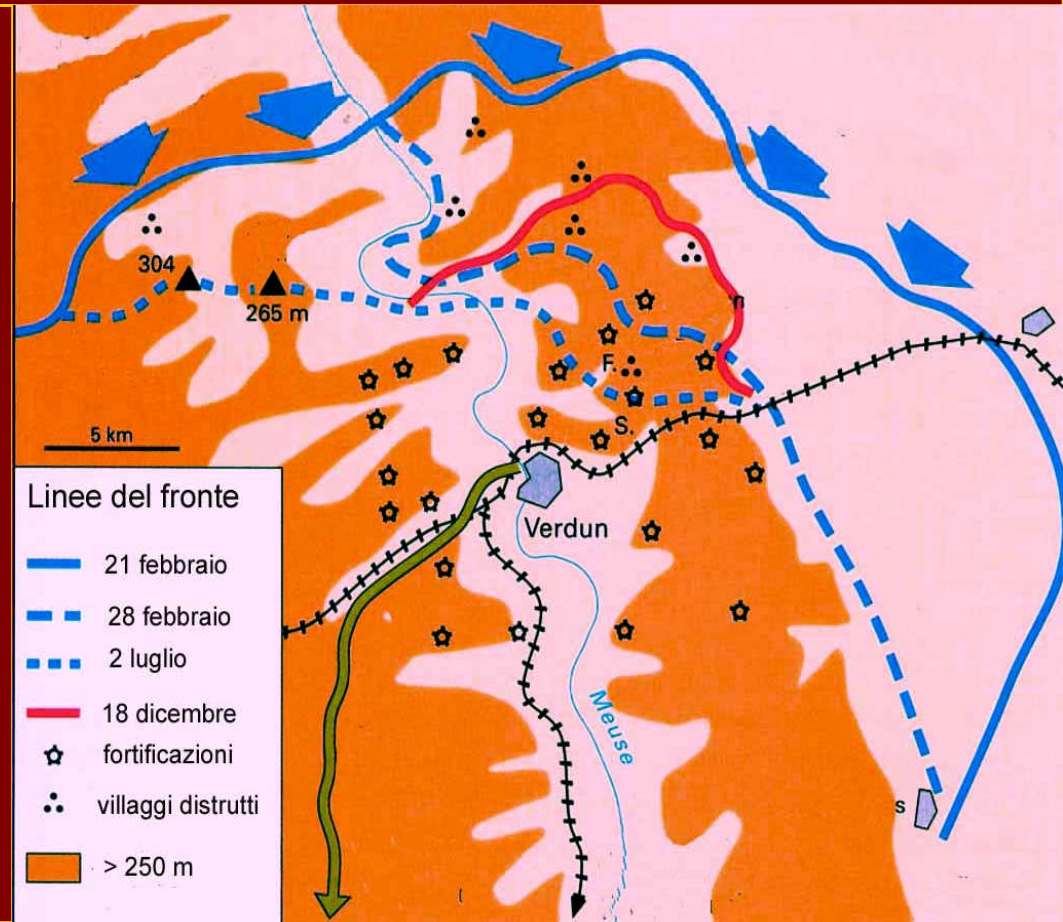 304
265 m
n
F.
S.
5 km
Verdun
Meuse
s
Linee del fronte
21 febbraio
28 febbraio
2 luglio
18 dicembre
fortificazioni
villaggi distrutti
> 250 m